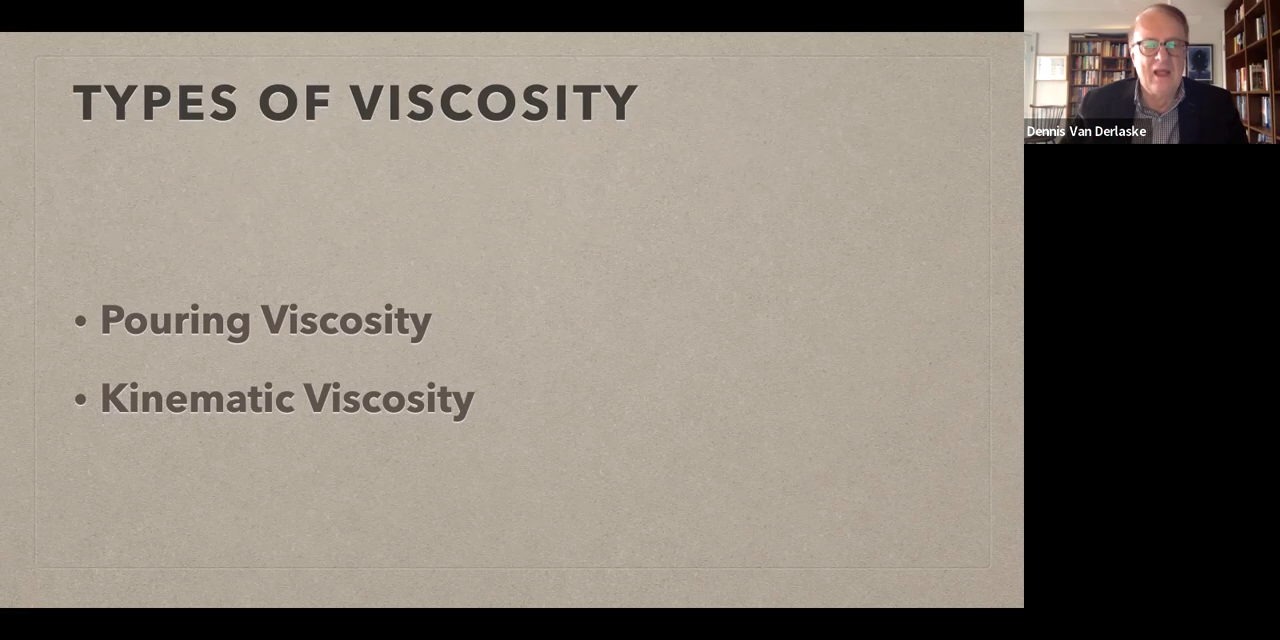 TYPES OF VISCOSITY
• Pouring Viscosity
• Kinematic Viscosity
Dennis Van Derlaske